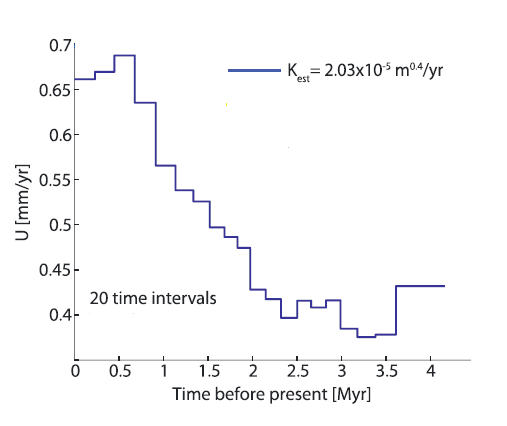 0.7
K_est= 2.03x10^-5 m^0.4/yr
0.65
0.6
0.55
0.5
0.45
0.4
U [mm/yr]
20 time intervals
0 0.5 1 1.5 2 2.5 3 3.5 4
Time before present [Myr]